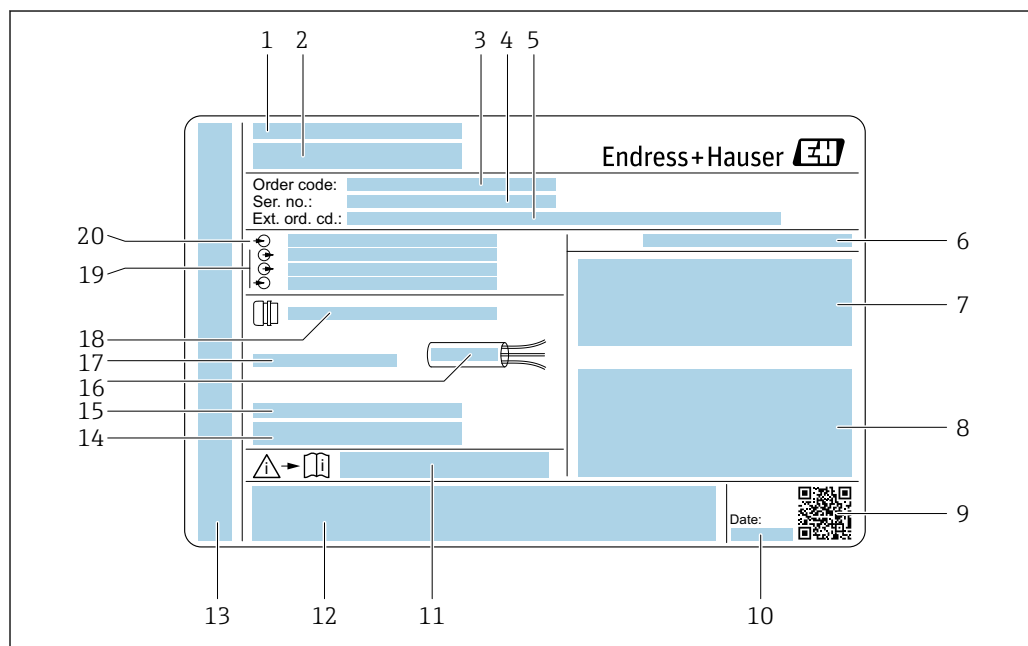 1 2 3 4 5
Endress+Hauser EH
Order code:
Ser. no.:
Ext. ord. cd.:
20
6
19
i
7
18
17
16
15
8
14
i i
Date:
9
13 12 11 10